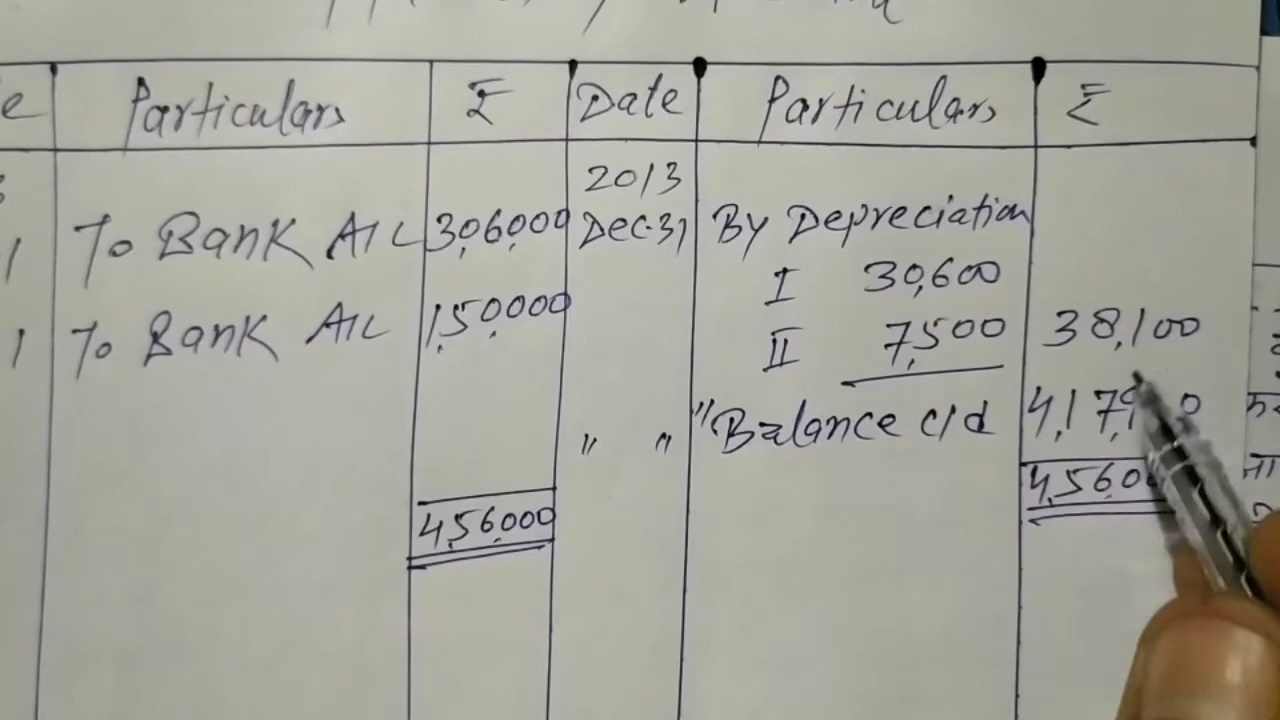 Particulars ₹ Date Particulars ₹
2013
To Bank A/c 3,06,000 Dec.31 By Depreciation
I 30,600
To Bank A/c 1,50,000 II 7,500 38,100
" " " Balance c/d
4,56,000